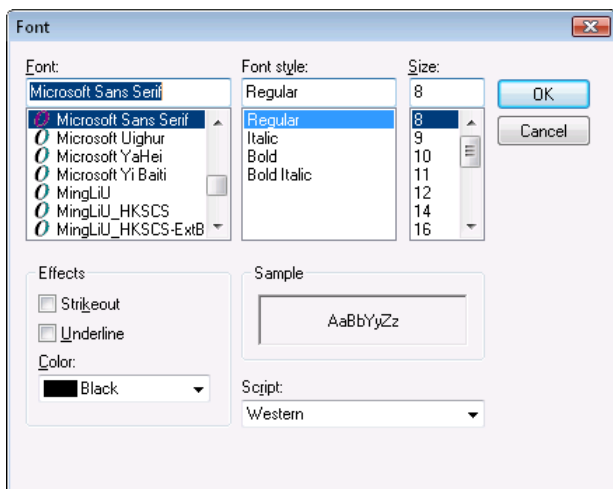 Font
Font:
Microsoft Sans Serif
Microsoft Sans Serif
Microsoft Uighur
Microsoft YaHei
Microsoft Yi Baiti
MingLiU
MingLiU_HKSCS
MingLiU_HKSCS-ExtB
Font style:
Regular
Regular
Italic
Bold
Bold Italic
Size:
8
8
9
10
11
12
14
16
OK
Cancel
Effects
Strikeout
Underline
Color:
Black
Sample
AaBbYyZz
Script:
Western